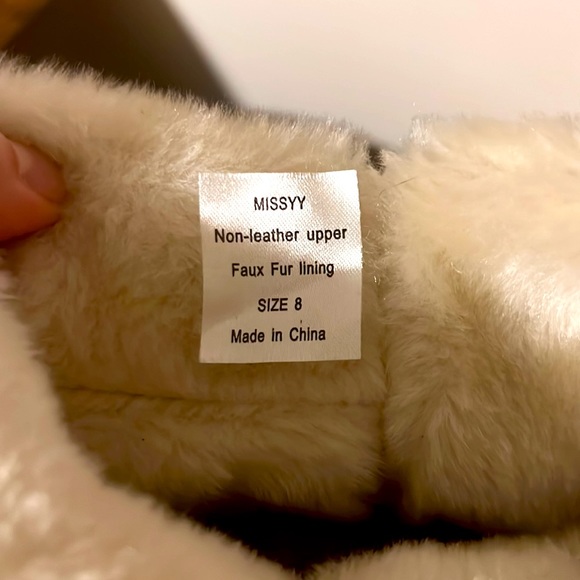 MISSYY
Non-leather upper
Faux Fur lining
SIZE 8
Made in China